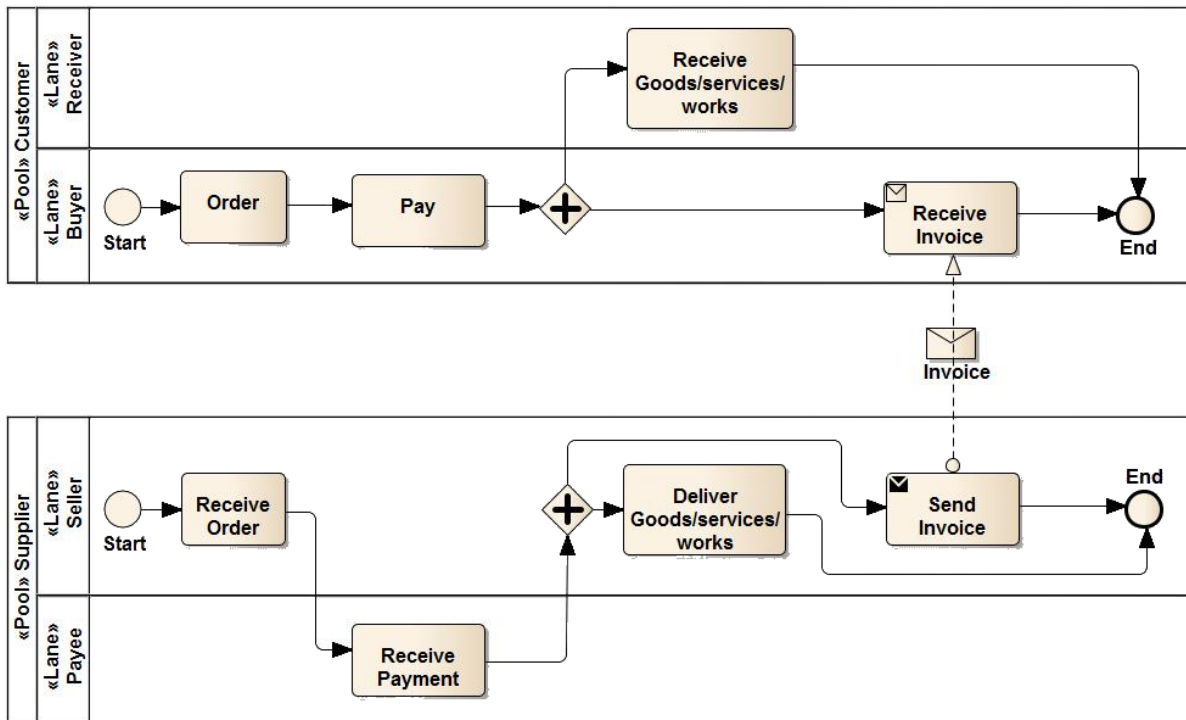 «Pool» Customer
«Lane»
Receiver
Receive
Goods/services/
works
«Lane»
Buyer
Start
Order
Pay
Receive
Invoice
End
Invoice
«Pool» Supplier
«Lane»
Seller
Start
Receive
Order
Deliver
Goods/services/
works
Send
Invoice
End
«Lane»
Payee
Receive
Payment